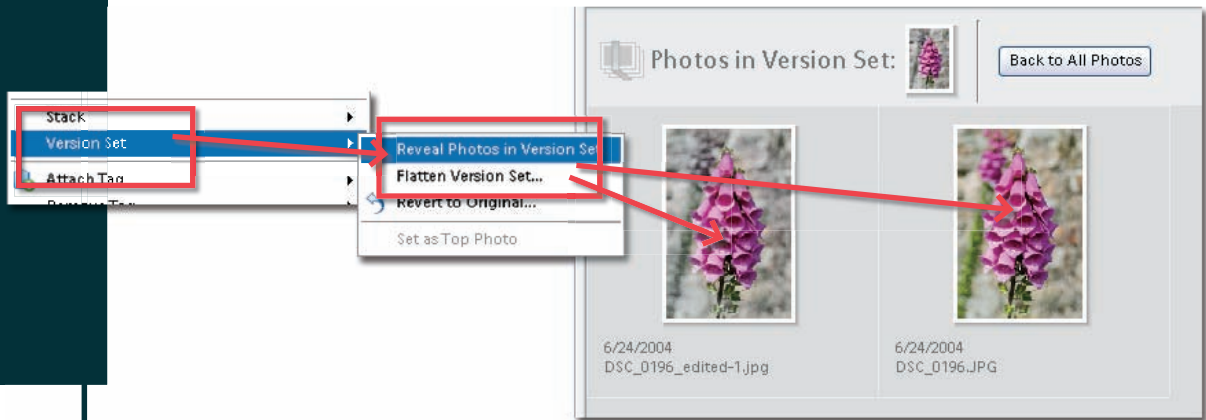 Stack
Version Set
Attach Tag
Remove Tag
Reveal Photos in Version Set
Flatten Version Set...
Revert to Original...
Set as Top Photo
Photos in Version Set:
Back to All Photos
6/24/2004
DSC_0196_edited-1.jpg
6/24/2004
DSC_0196.JPG